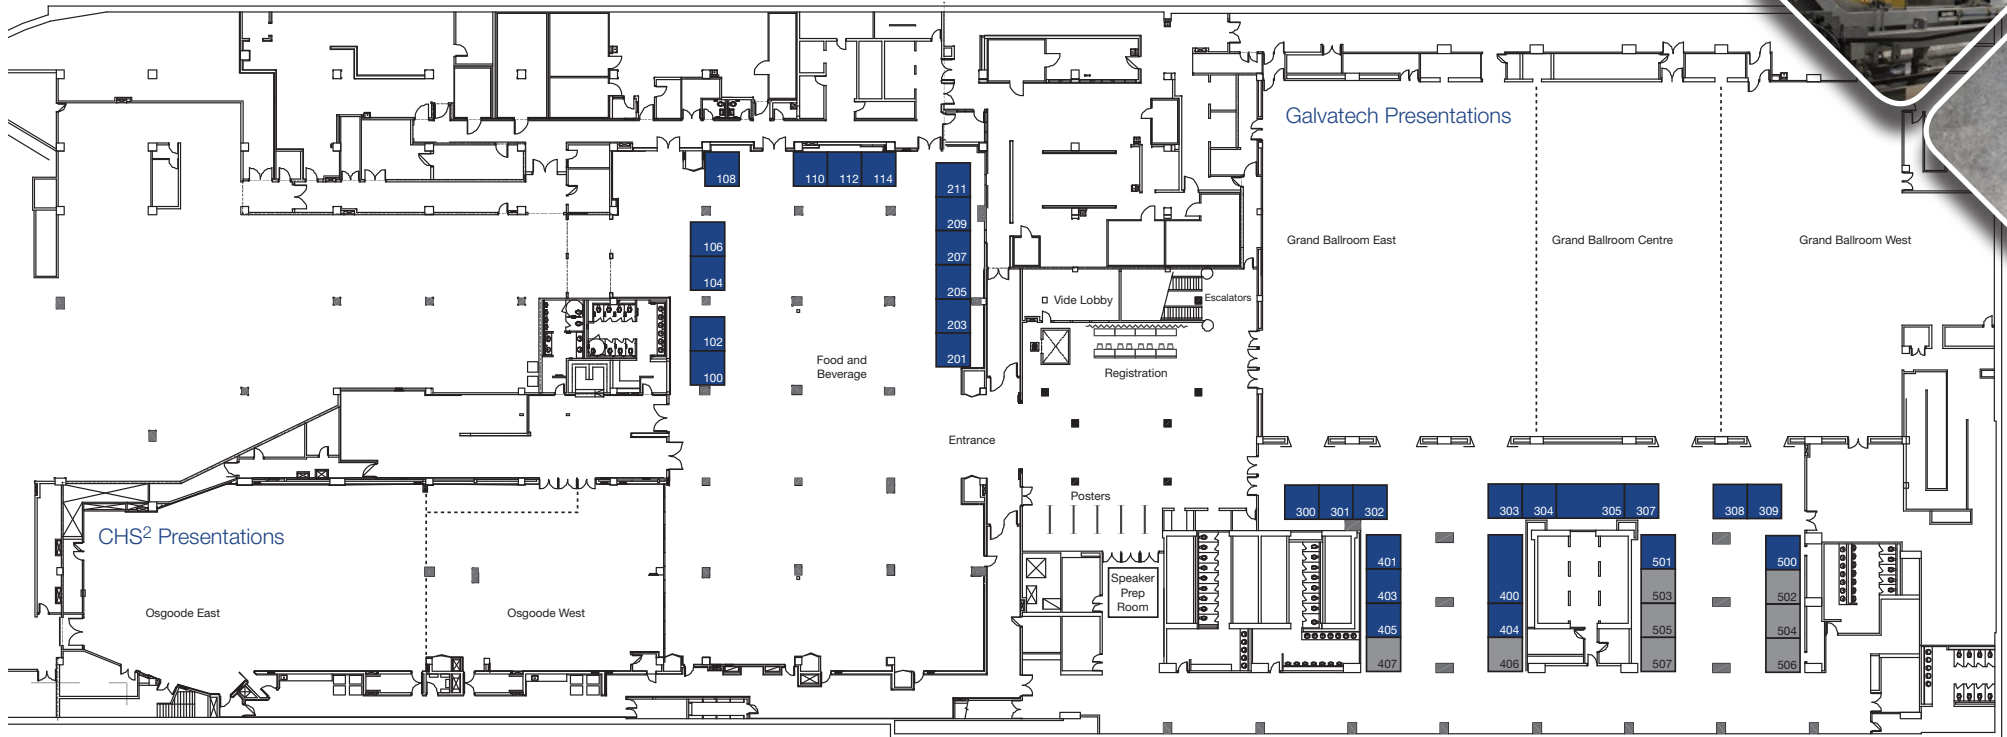 Galvatech Presentations
108
110
112
114
211
209
207
205
203
201
106
104
102
100
Grand Ballroom East
Grand Ballroom Centre
Grand Ballroom West
Vide Lobby
Escalators
Food and
Beverage
Registration
Entrance
Posters
CHS² Presentations
Osgoode East
Osgoode West
Speaker
Prep
Room
300
301
302
303
304
305
307
308
309
401
403
405
407
400
404
406
501
503
505
507
500
502
504
506